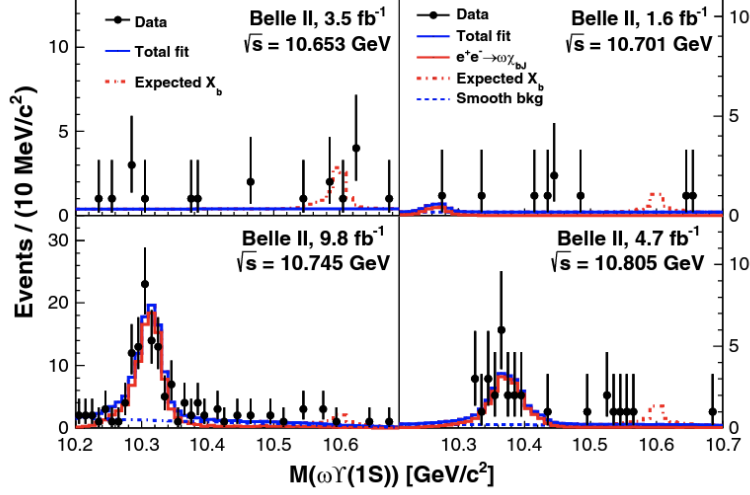 Data
Total fit
Expected X_b
Belle II, 3.5 fb⁻¹
√s = 10.653 GeV
Data
Total fit
e⁺e⁻→ωχ_bJ
Expected X_b
Smooth bkg
Belle II, 1.6 fb⁻¹
√s = 10.701 GeV
10
5
0
10
5
0
Belle II, 9.8 fb⁻¹
√s = 10.745 GeV
Belle II, 4.7 fb⁻¹
√s = 10.805 GeV
30
20
10
0
10
5
0
Events / (10 MeV/c²)
10.2 10.3 10.4 10.5 10.6 10.3 10.4 10.5 10.6 10.7
M(ωϒ(1S)) [GeV/c²]